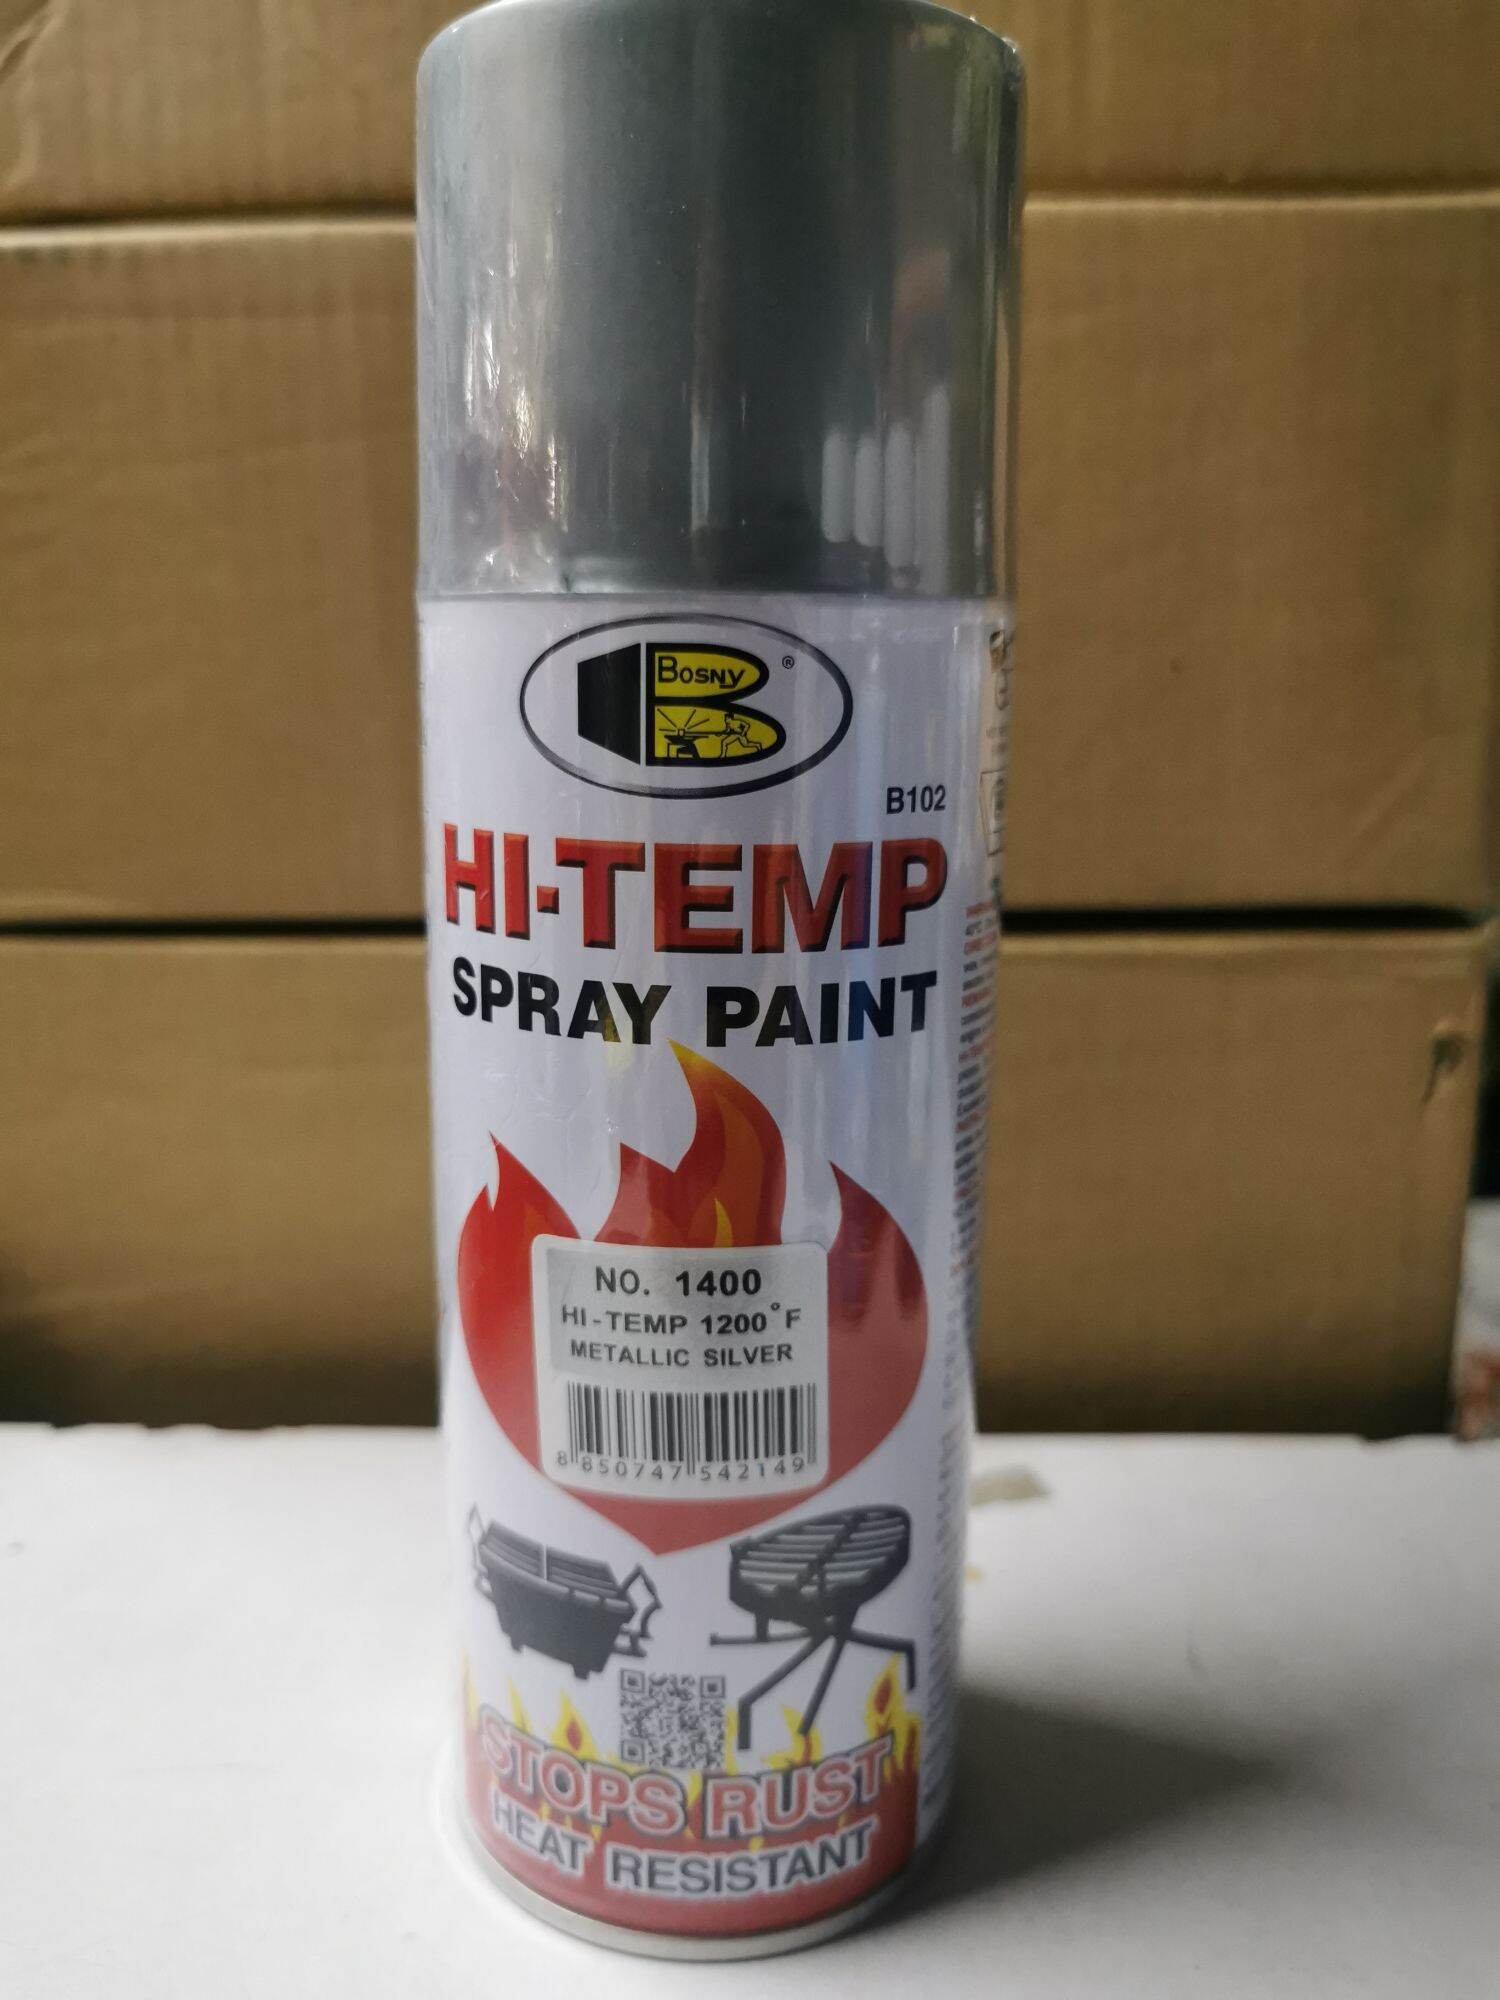 BOSNY
®
B102
HI-TEMP
SPRAY PAINT
NO. 1400
HI-TEMP 1200°F
METALLIC SILVER
8 850747 542149
STOPS RUST
HEAT RESISTANT